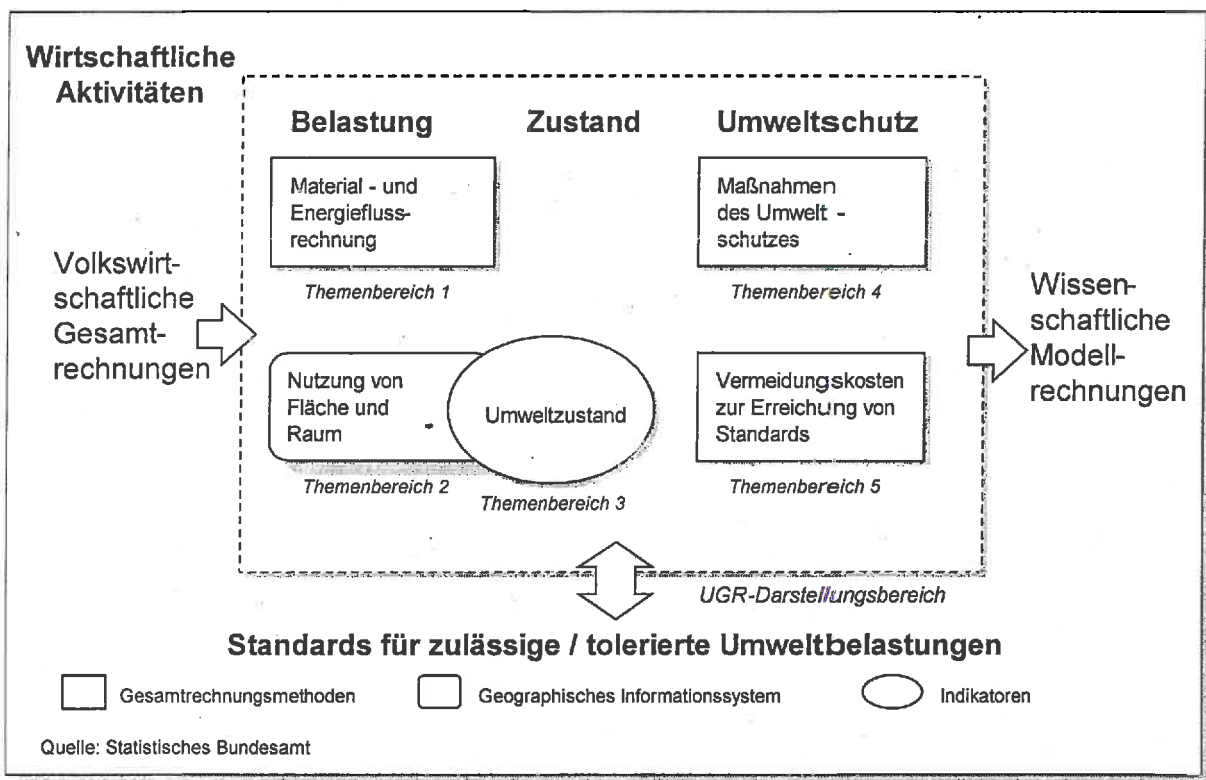 Wirtschaftliche
Aktivitäten
Belastung
Zustand
Umweltschutz
Material - und
Energiefluss-
rechnung
Themenbereich 1
Maßnahmen
des Umwelt -
schutzes
Themenbereich 4
Volkswirt-
schaftliche
Gesamt-
rechnungen
Nutzung von
Fläche und
Raum
Themenbereich 2
Umweltzustand
Themenbereich 3
Vermeidungskosten
zur Erreichung von
Standards
Themenbereich 5
Wissen-
schaftliche
Modell-
rechnungen
UGR-Darstellungsbereich
Standards für zulässige / tolerierte Umweltbelastungen
Gesamtrechnungsmethoden
Geographisches Informationssystem
Indikatoren
Quelle: Statistisches Bundesamt